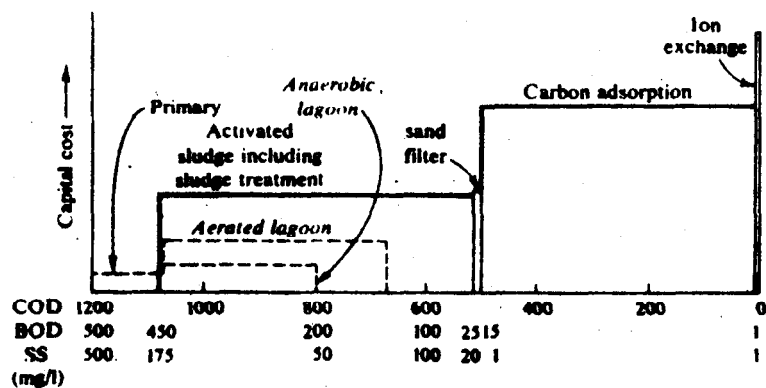 Ion
exchange
Carbon adsorption
Anaerobic
lagoon
Primary
Activated
sludge including
sludge treatment
sand
filter
Aerated lagoon
Capital cost
COD 1200 1000 800 600 400 200 0
BOD 500 450 200 100 25 15 1
SS 500. 175 50 100 20 1 1
(mg/l)